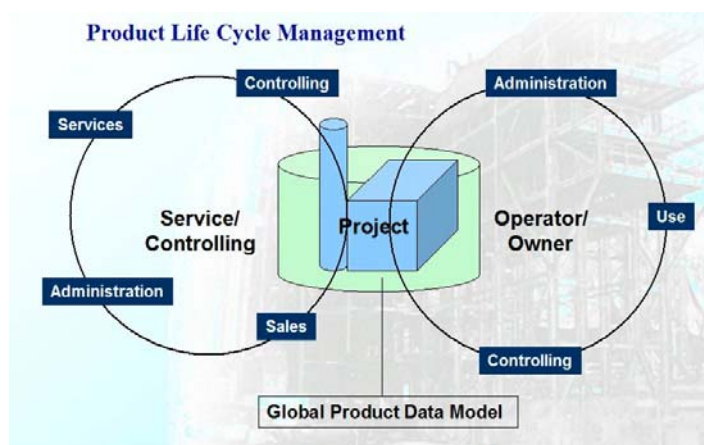 Product Life Cycle Management
Controlling
Administration
Services
Service/
Controlling
Project
Operator/
Owner
Use
Administration
Sales
Controlling
Global Product Data Model